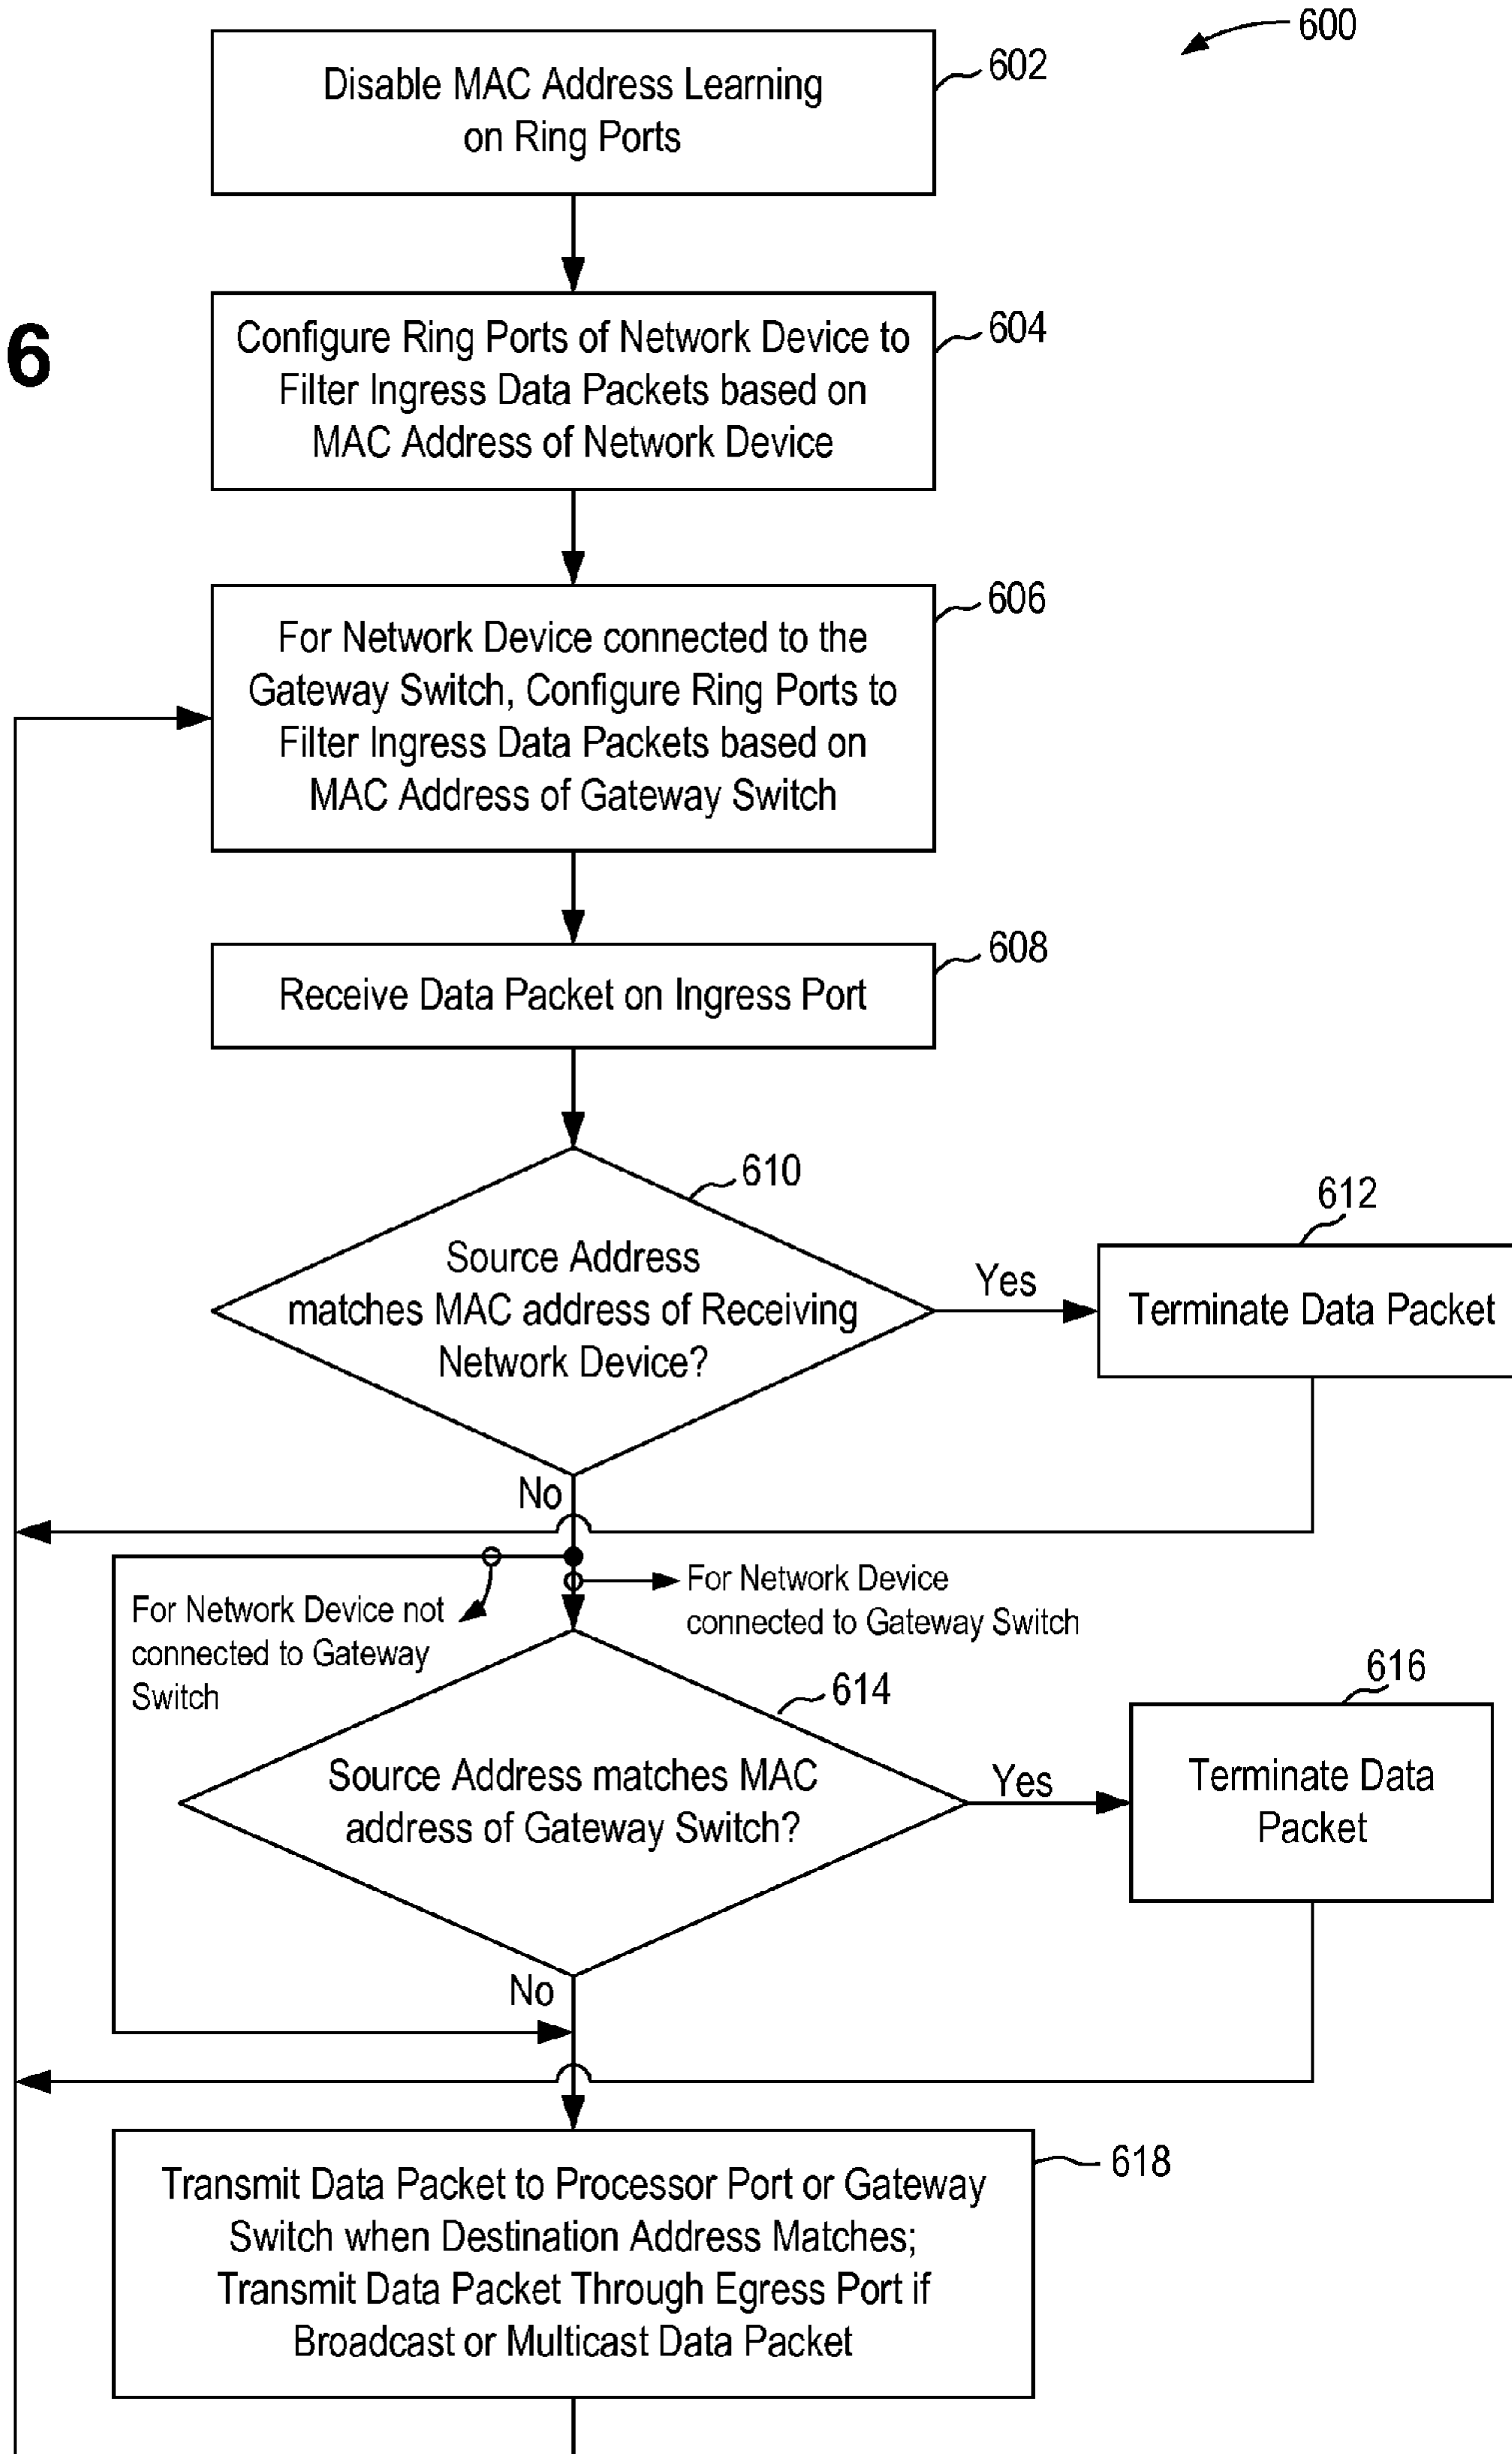 600
Disable MAC Address Learning
on Ring Ports
602
6
Configure Ring Ports of Network Device to
Filter Ingress Data Packets based on
MAC Address of Network Device
604
For Network Device connected to the
Gateway Switch, Configure Ring Ports to
Filter Ingress Data Packets based on
MAC Address of Gateway Switch
606
Receive Data Packet on Ingress Port
608
Source Address
matches MAC address of Receiving
Network Device?
610
Yes
Terminate Data Packet
612
No
For Network Device not
connected to Gateway
Switch
For Network Device
connected to Gateway Switch
Source Address matches MAC
address of Gateway Switch?
614
Yes
Terminate Data
Packet
616
No
Transmit Data Packet to Processor Port or Gateway
Switch when Destination Address Matches;
Transmit Data Packet Through Egress Port if
Broadcast or Multicast Data Packet
618